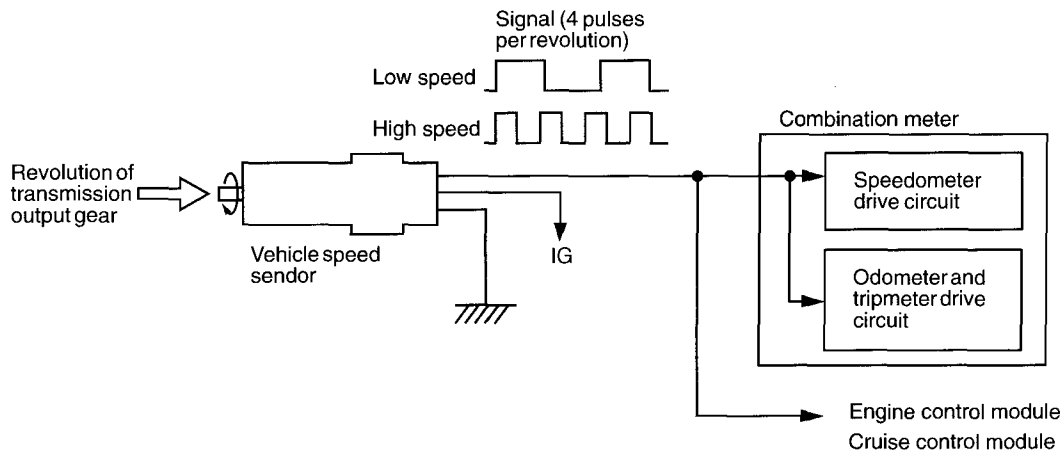 Signal (4 pulses
per revolution)
Low speed
High speed
Combination meter
Revolution of
transmission
output gear
Speedometer
drive circuit
Vehicle speed
sendor
IG
Odometer and
tripmeter drive
circuit
Engine control module
Cruise control module